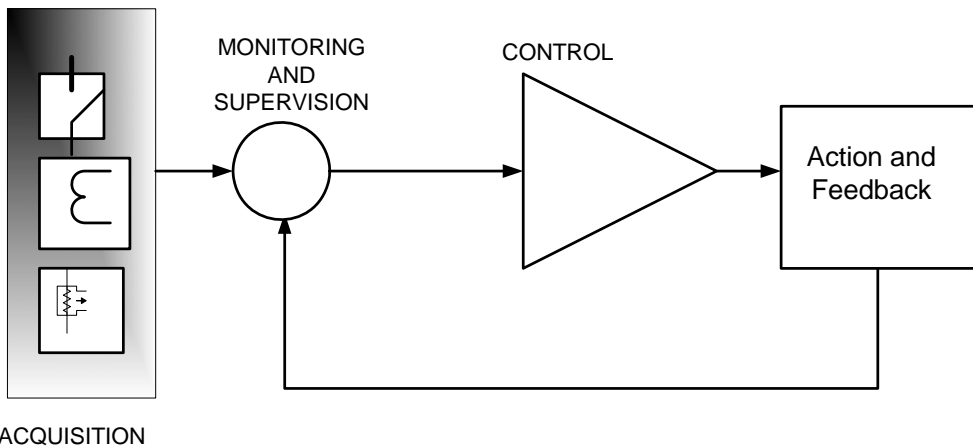 MONITORING
AND
SUPERVISION
CONTROL
Action and
Feedback
ACQUISITION